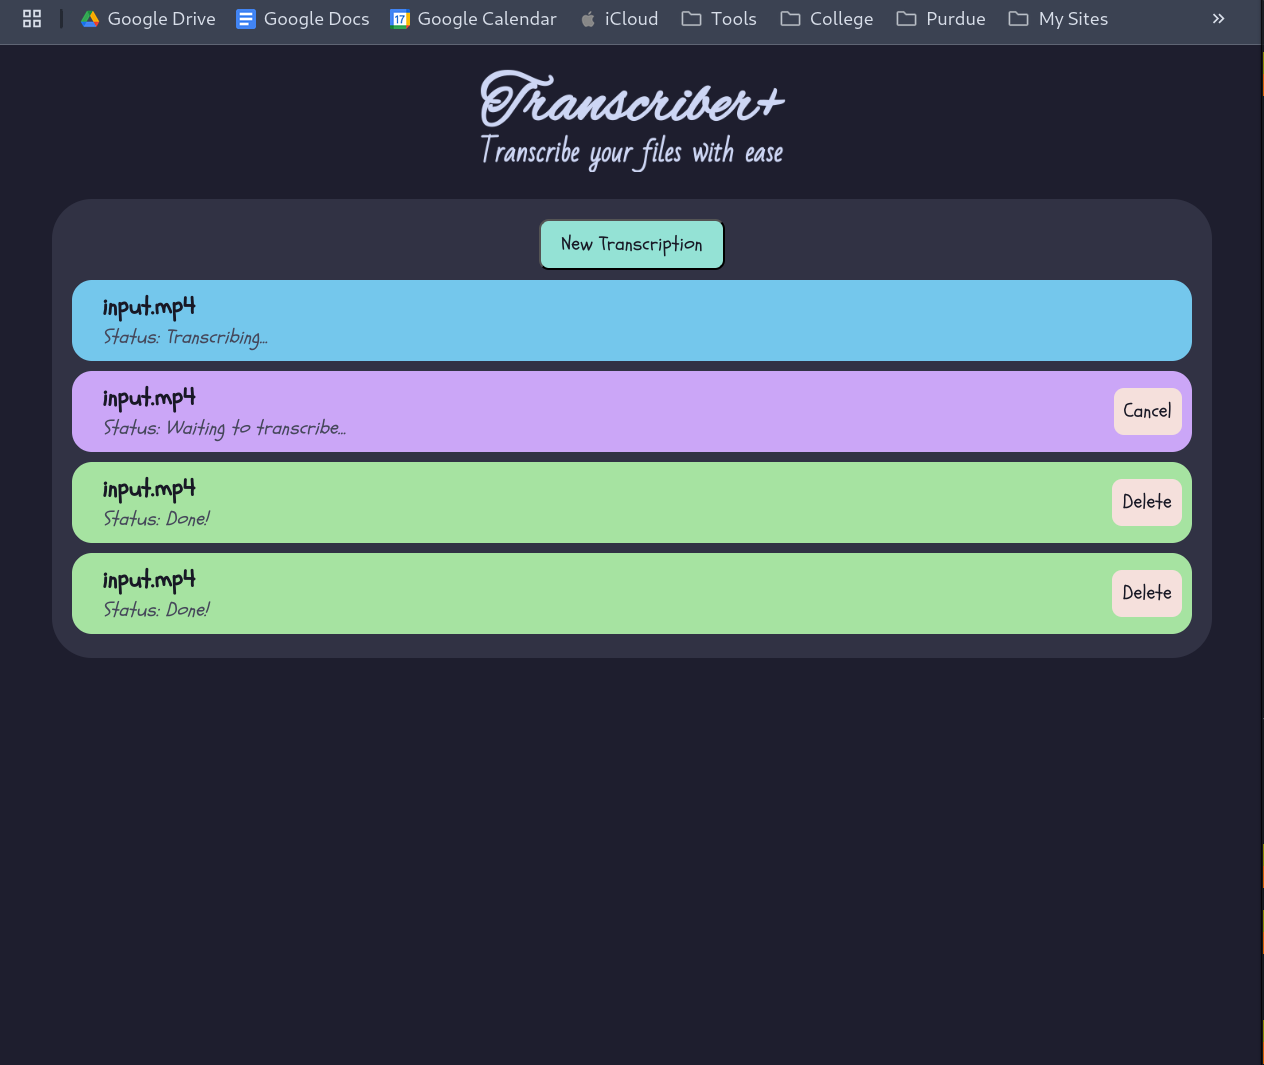 Google Drive Google Docs Google Calendar iCloud Tools College Purdue My Sites »
Transcriber+
Transcribe your files with ease
New Transcription
input.mp4
Status: Transcribing...
input.mp4
Status: Waiting to transcribe...
Cancel
input.mp4
Status: Done!
Delete
input.mp4
Status: Done!
Delete